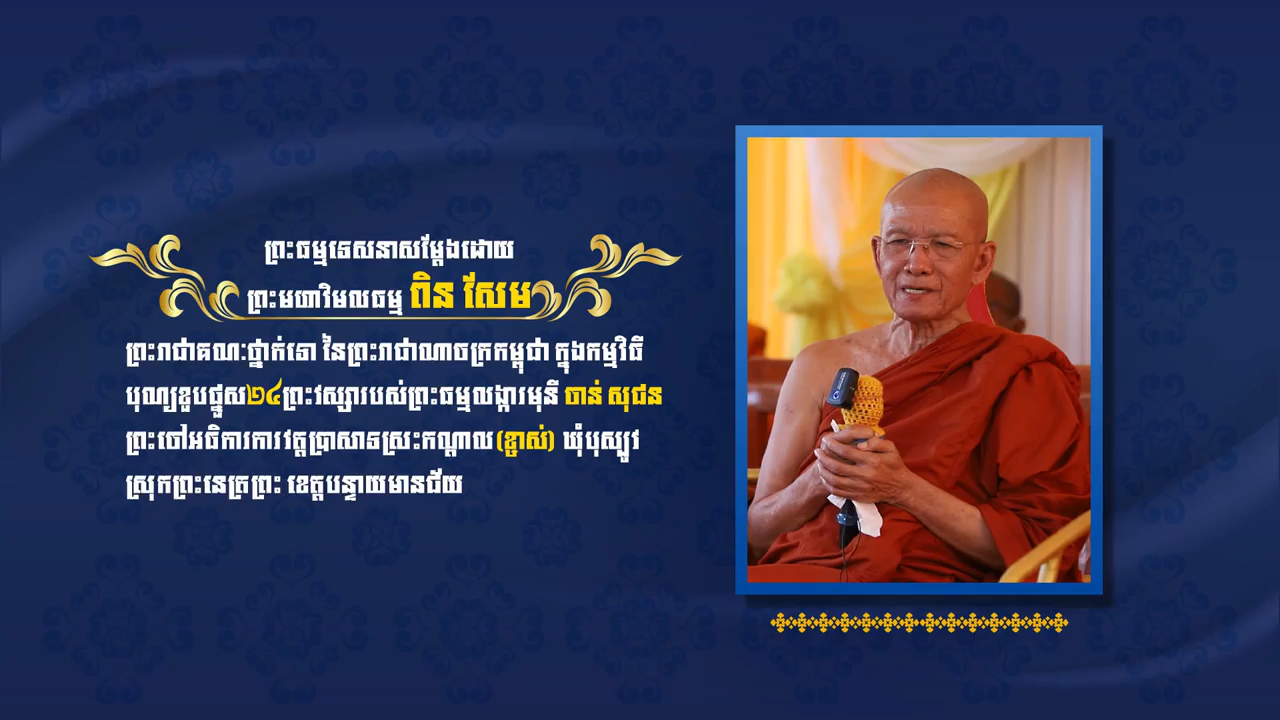 ព្រះធម្មទេសនាសម្ដែងដោយ
ព្រះមហាវិមលធម្ម ពិន សែម
ព្រះរាជាគណៈថ្នាក់ទោ នៃព្រះរាជាណាចក្រកម្ពុជា ក្នុងកម្មវិធី
បុណ្យខួបផ្នួស២៤ព្រះវស្សារបស់ព្រះធម្មលង្ការមុនី ចាន់ សុជន
ព្រះចៅអធិការការវត្តប្រាសាទស្រះកណ្ដាល(ខ្ចាស់) ឃុំបុស្បូវ
ស្រុកព្រះនេត្រព្រះ ខេត្តបន្ទាយមានជ័យ